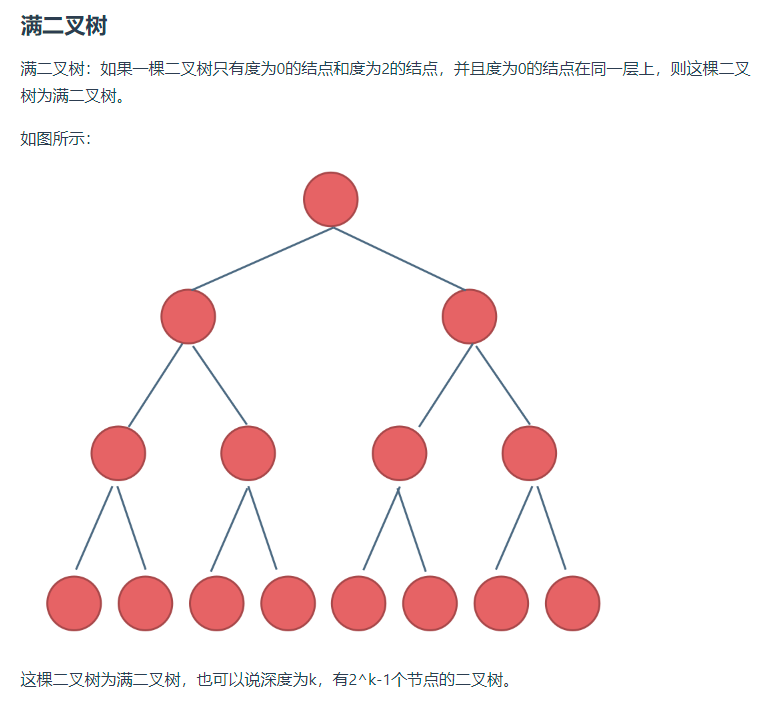 满二叉树
满二叉树：如果一棵二叉树只有度为0的结点和度为2的结点，并且度为0的结点在同一层上，则这棵二叉
树为满二叉树。
如图所示：
这棵二叉树为满二叉树，也可以说深度为k，有2^k-1个节点的二叉树。